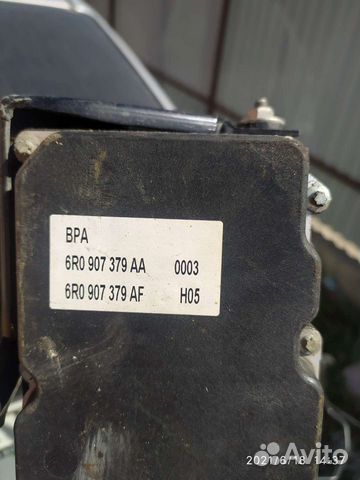 BPA
6R0 907 379 AA 0003
6R0 907 379 AF H05
2021/6/18 14:37
Avito